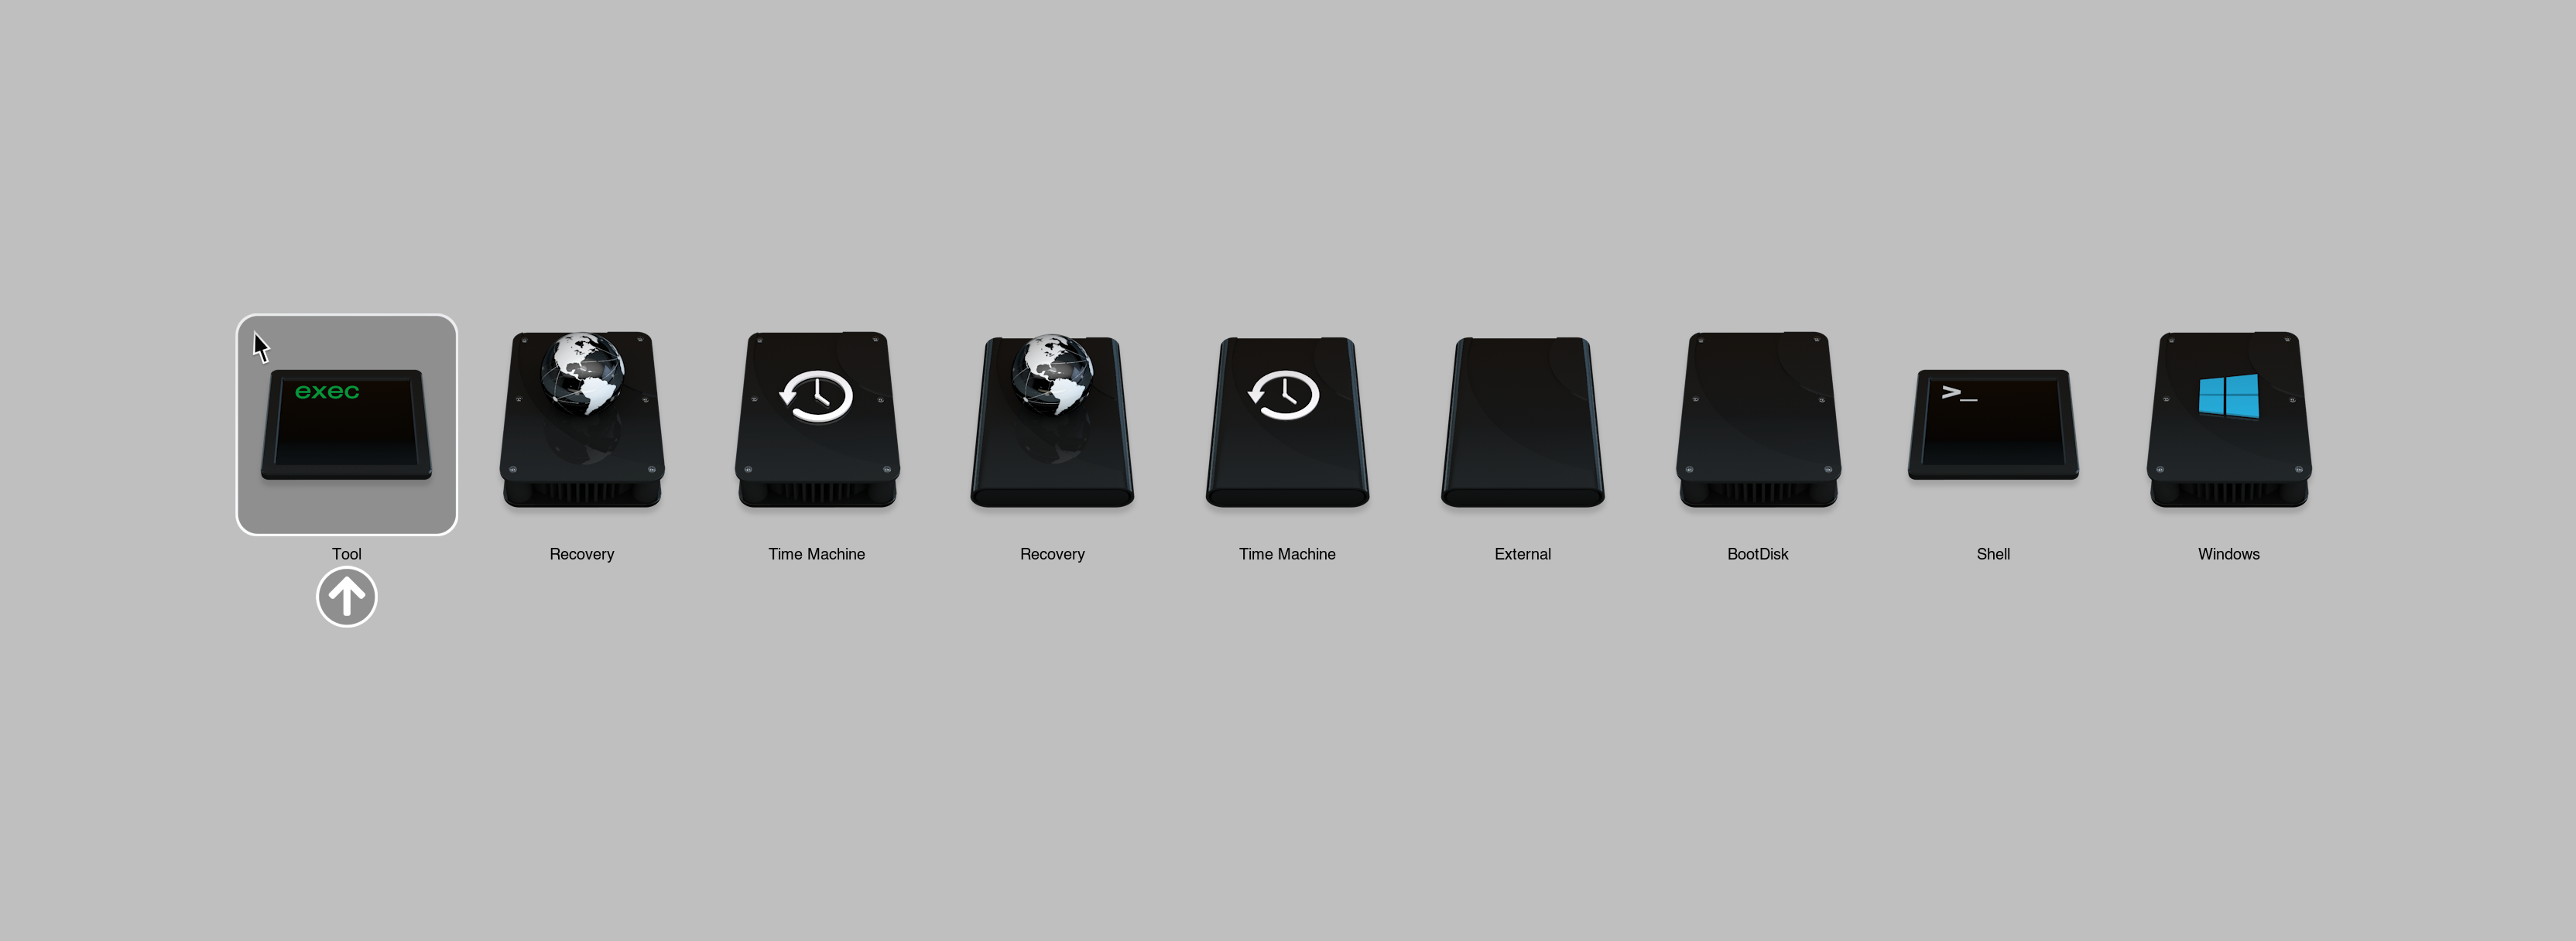 exec
>_
Tool
Recovery
Time Machine
Recovery
Time Machine
External
BootDisk
Shell
Windows